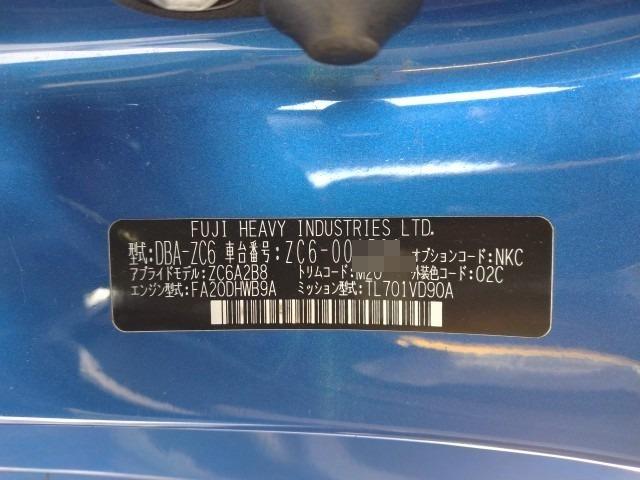 FUJI HEAVY INDUSTRIES LTD.
型式:DBA-ZC6 車台番号:ZC6-00 オプションコード:NKC
アプライドモデル:ZC6A2B8 トリムコード:M20 外装色コード:02C
エンジン型式:FA20DHWB9A ミッション型式:TL701VD90A